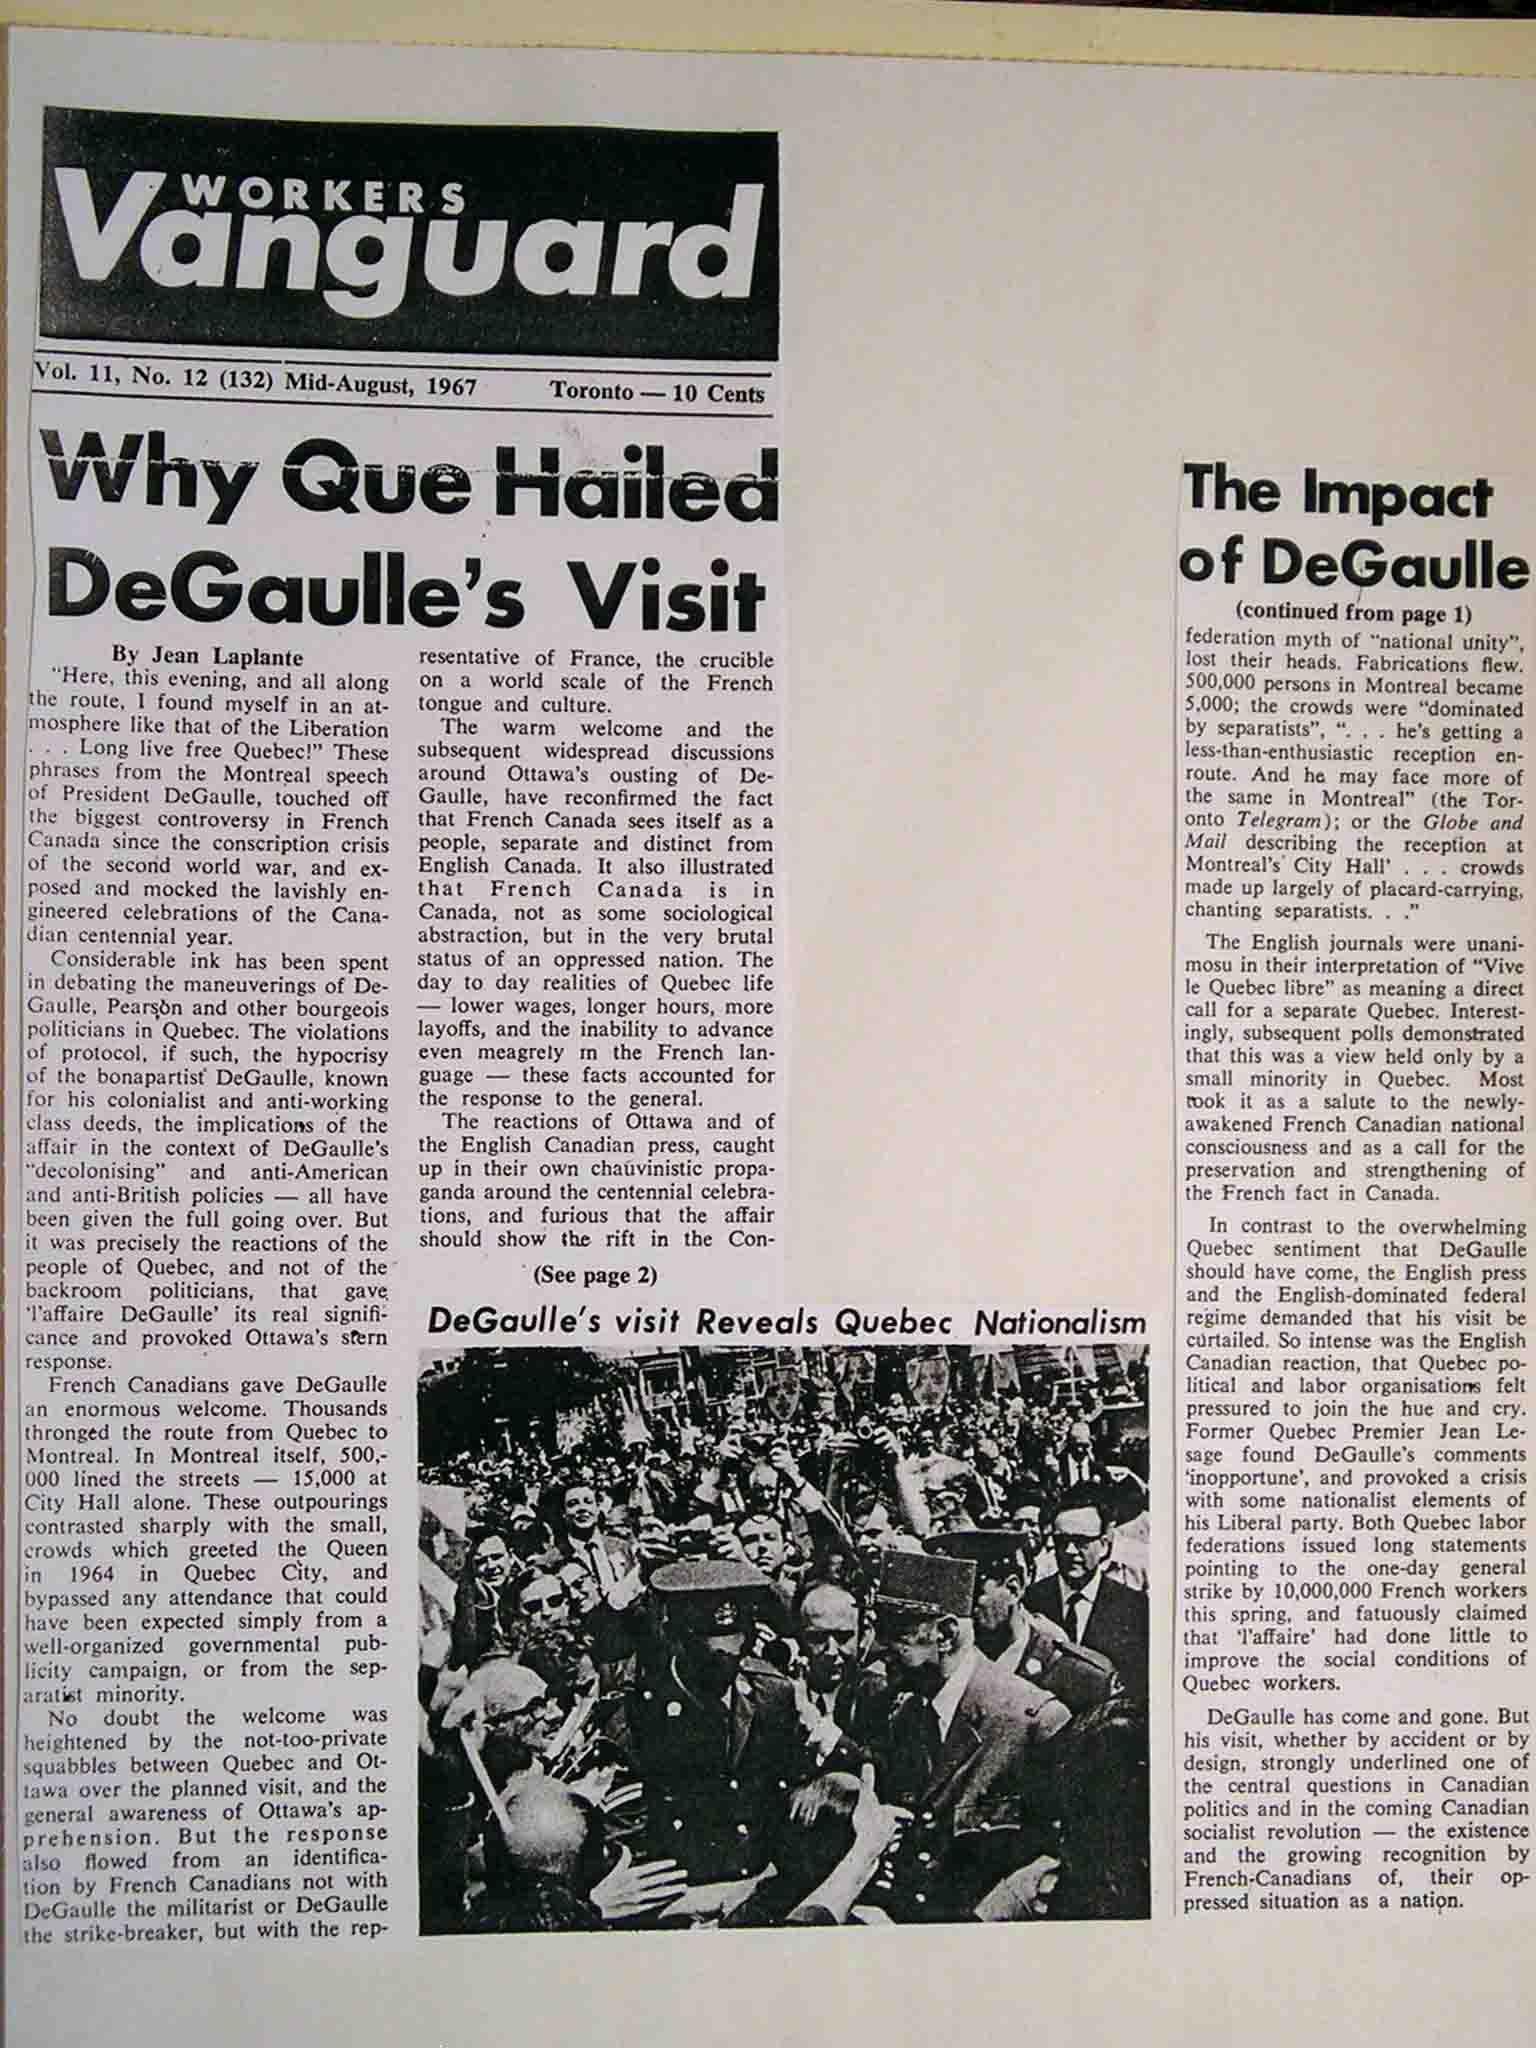 WORKERS
Vanguard
Vol. 11, No. 12 (132) Mid-August, 1967 Toronto — 10 Cents
Why Que Hailed
DeGaulle's Visit
By Jean Laplante
"Here, this evening, and all along
the route, I found myself in an at-
mosphere like that of the Liberation
. . . Long live free Quebec!" These
phrases from the Montreal speech
of President DeGaulle, touched off
the biggest controversy in French
Canada since the conscription crisis
of the second world war, and ex-
posed and mocked the lavishly en-
gineered celebrations of the Cana-
dian centennial year.
Considerable ink has been spent
in debating the maneuverings of De-
Gaulle, Pearson and other bourgeois
politicians in Quebec. The violations
of protocol, if such, the hypocrisy
of the bonapartist DeGaulle, known
for his colonialist and anti-working
class deeds, the implications of the
affair in the context of DeGaulle's
"decolonising" and anti-American
and anti-British policies — all have
been given the full going over. But
it was precisely the reactions of the
people of Quebec, and not of the
backroom politicians, that gave
'l'affaire DeGaulle' its real signifi-
cance and provoked Ottawa's stern
response.
French Canadians gave DeGaulle
an enormous welcome. Thousands
thronged the route from Quebec to
Montreal. In Montreal itself, 500,-
000 lined the streets — 15,000 at
City Hall alone. These outpourings
contrasted sharply with the small,
crowds which greeted the Queen
in 1964 in Quebec City, and
bypassed any attendance that could
have been expected simply from a
well-organized governmental pub-
licity campaign, or from the sep-
aratist minority.
No doubt the welcome was
heightened by the not-too-private
squabbles between Quebec and Ot-
tawa over the planned visit, and the
general awareness of Ottawa's ap-
prehension. But the response
also flowed from an identifica-
tion by French Canadians not with
DeGaulle the militarist or DeGaulle
the strike-breaker, but with the rep-
resentative of France, the crucible
on a world scale of the French
tongue and culture.
The warm welcome and the
subsequent widespread discussions
around Ottawa's ousting of De-
Gaulle, have reconfirmed the fact
that French Canada sees itself as a
people, separate and distinct from
English Canada. It also illustrated
that French Canada is in
Canada, not as some sociological
abstraction, but in the very brutal
status of an oppressed nation. The
day to day realities of Quebec life
— lower wages, longer hours, more
layoffs, and the inability to advance
even meagrely in the French lan-
guage — these facts accounted for
the response to the general.
The reactions of Ottawa and of
the English Canadian press, caught
up in their own chauvinistic propa-
ganda around the centennial celebra-
tions, and furious that the affair
should show the rift in the Con-
(See page 2)
DeGaulle's visit Reveals Quebec Nationalism
The Impact
of DeGaulle
(continued from page 1)
federation myth of "national unity",
lost their heads. Fabrications flew.
500,000 persons in Montreal became
5,000; the crowds were "dominated
by separatists", ". . . he's getting a
less-than-enthusiastic reception en-
route. And he may face more of
the same in Montreal" (the Tor-
onto Telegram); or the Globe and
Mail describing the reception at
Montreal's City Hall' . . . crowds
made up largely of placard-carrying,
chanting separatists. . ."
The English journals were unani-
mosu in their interpretation of "Vive
le Quebec libre" as meaning a direct
call for a separate Quebec. Interest-
ingly, subsequent polls demonstrated
that this was a view held only by a
small minority in Quebec. Most
took it as a salute to the newly-
awakened French Canadian national
consciousness and as a call for the
preservation and strengthening of
the French fact in Canada.
In contrast to the overwhelming
Quebec sentiment that DeGaulle
should have come, the English press
and the English-dominated federal
regime demanded that his visit be
curtailed. So intense was the English
Canadian reaction, that Quebec po-
litical and labor organisations felt
pressured to join the hue and cry.
Former Quebec Premier Jean Le-
sage found DeGaulle's comments
'inopportune', and provoked a crisis
with some nationalist elements of
his Liberal party. Both Quebec labor
federations issued long statements
pointing to the one-day general
strike by 10,000,000 French workers
this spring, and fatuously claimed
that 'l'affaire' had done little to
improve the social conditions of
Quebec workers.
DeGaulle has come and gone. But
his visit, whether by accident or by
design, strongly underlined one of
the central questions in Canadian
politics and in the coming Canadian
socialist revolution — the existence
and the growing recognition by
French-Canadians of, their op-
pressed situation as a nation.